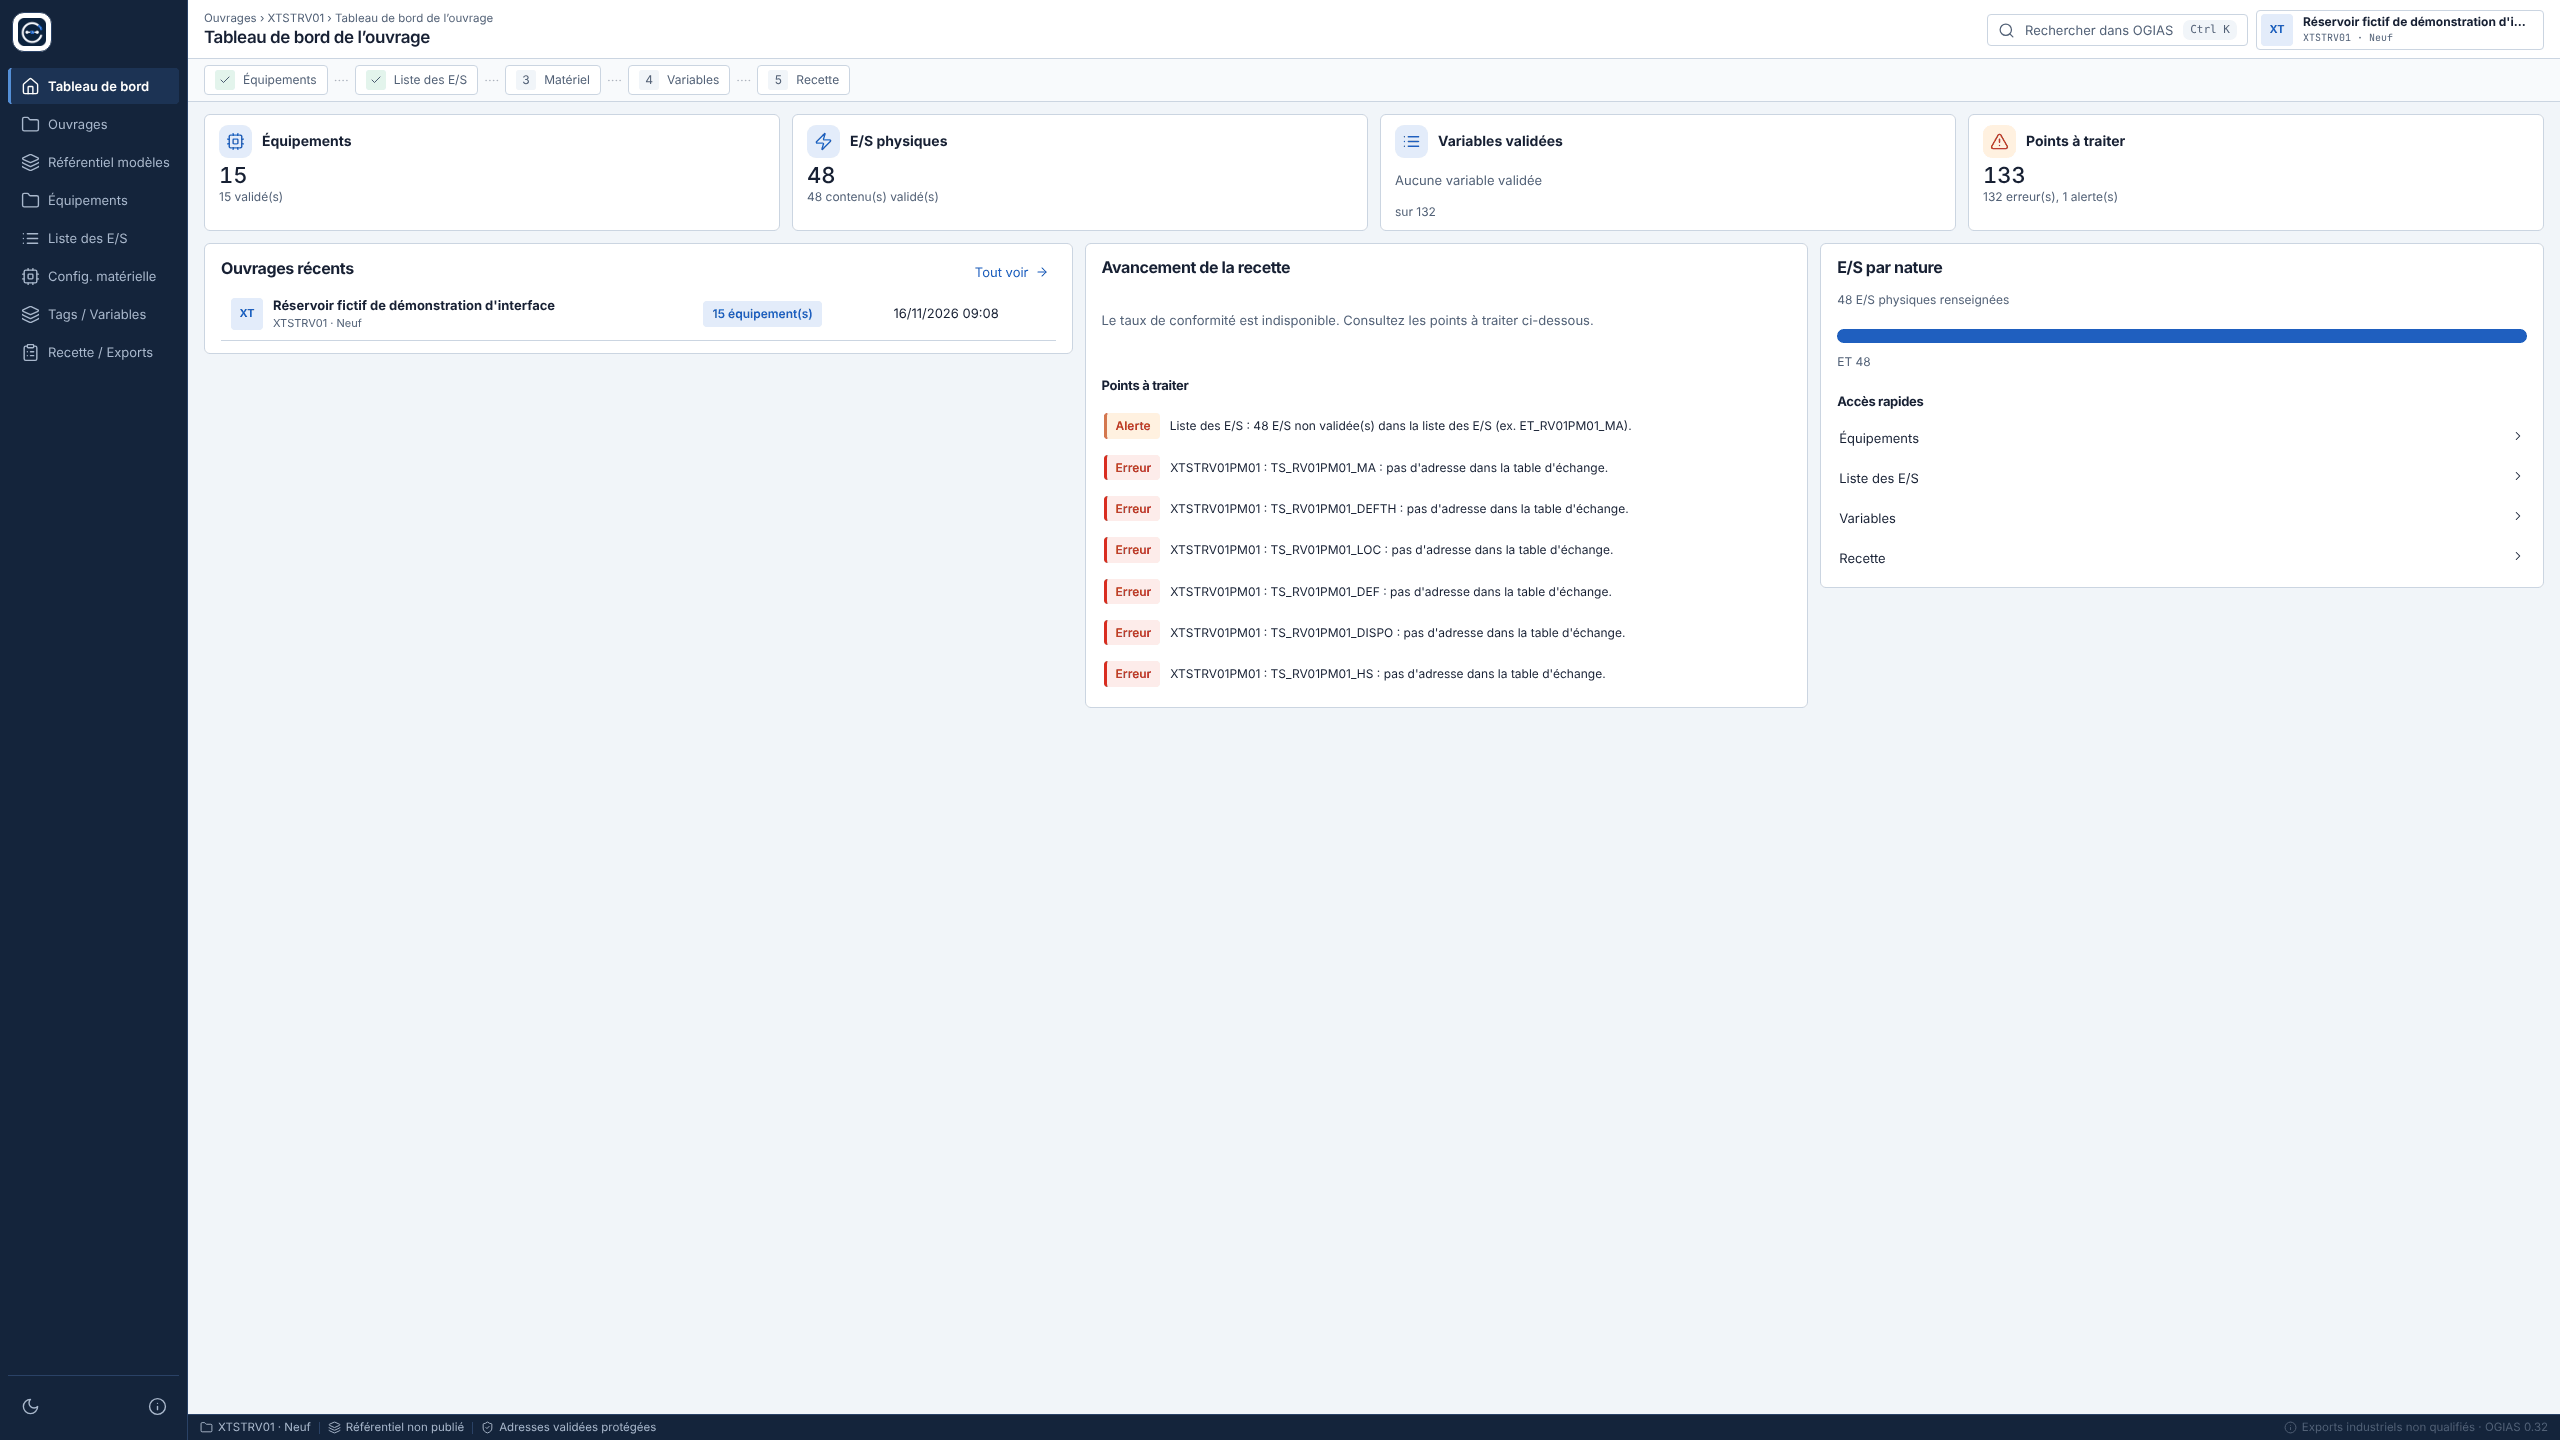 Ouvrages › XTSTRV01 › Tableau de bord de l’ouvrage
Tableau de bord de l’ouvrage
Rechercher dans OGIAS Ctrl K
XT Réservoir fictif de démonstration d'i...
XTSTRV01 · Neuf
Tableau de bord
Ouvrages
Référentiel modèles
Équipements
Liste des E/S
Config. matérielle
Tags / Variables
Recette / Exports
Équipements
Liste des E/S
3 Matériel
4 Variables
5 Recette
Équipements
15
15 validé(s)
E/S physiques
48
48 contenu(s) validé(s)
Variables validées
Aucune variable validée
sur 132
Points à traiter
133
132 erreur(s), 1 alerte(s)
Ouvrages récents
Tout voir
XT Réservoir fictif de démonstration d'interface
XTSTRV01 · Neuf
15 équipement(s)
16/11/2026 09:08
Avancement de la recette
Le taux de conformité est indisponible. Consultez les points à traiter ci-dessous.
Points à traiter
Alerte Liste des E/S : 48 E/S non validée(s) dans la liste des E/S (ex. ET_RV01PM01_MA).
Erreur XTSTRV01PM01 : TS_RV01PM01_MA : pas d'adresse dans la table d'échange.
Erreur XTSTRV01PM01 : TS_RV01PM01_DEFTH : pas d'adresse dans la table d'échange.
Erreur XTSTRV01PM01 : TS_RV01PM01_LOC : pas d'adresse dans la table d'échange.
Erreur XTSTRV01PM01 : TS_RV01PM01_DEF : pas d'adresse dans la table d'échange.
Erreur XTSTRV01PM01 : TS_RV01PM01_DISPO : pas d'adresse dans la table d'échange.
Erreur XTSTRV01PM01 : TS_RV01PM01_HS : pas d'adresse dans la table d'échange.
E/S par nature
48 E/S physiques renseignées
ET 48
Accès rapides
Équipements
Liste des E/S
Variables
Recette
XTSTRV01 · Neuf
Référentiel non publié
Adresses validées protégées
Exports industriels non qualifiés · OGIAS 0.32